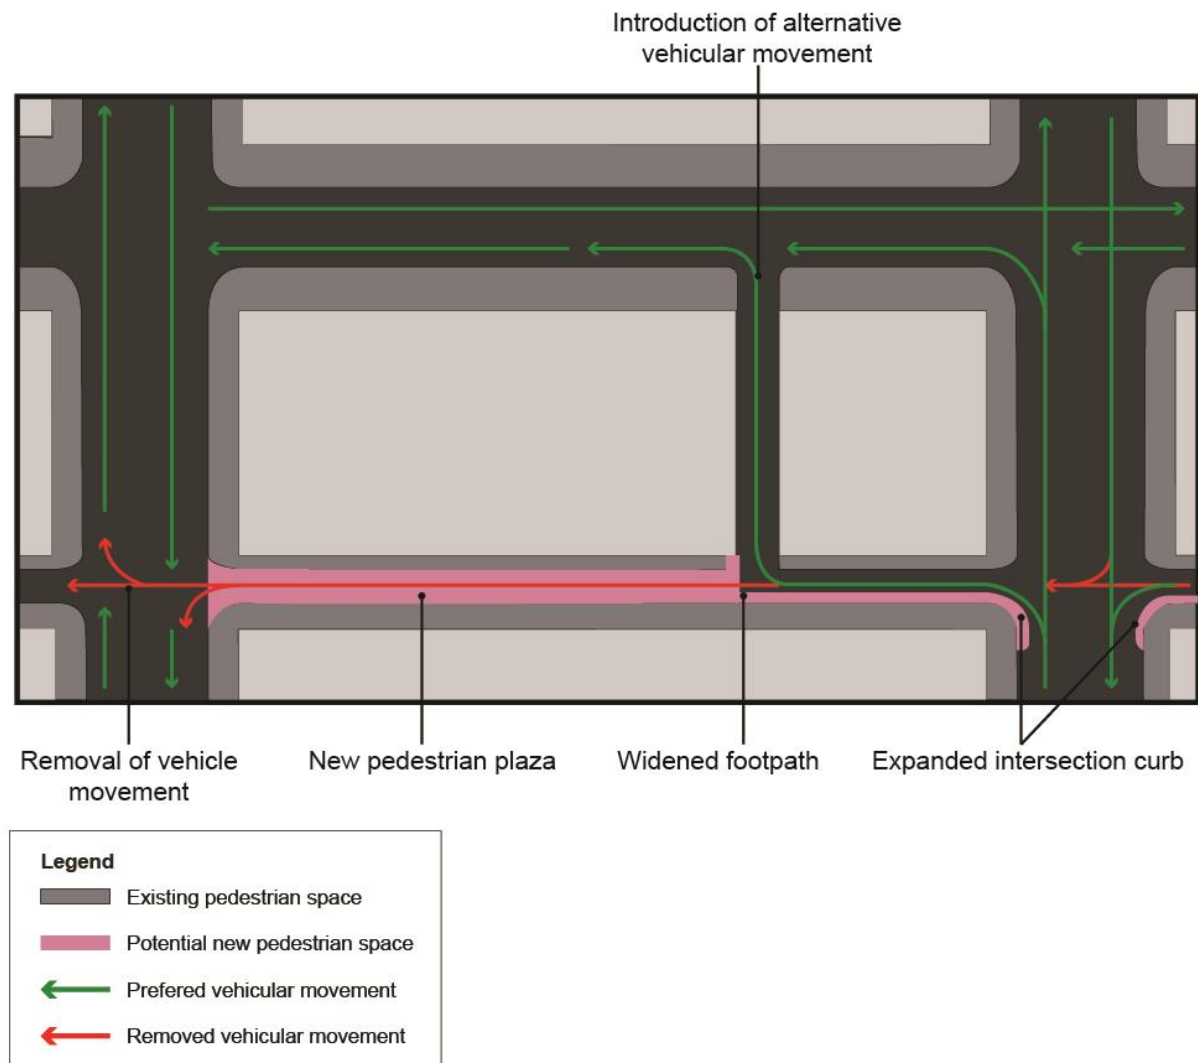 Introduction of alternative
vehicular movement
Removal of vehicle
movement
New pedestrian plaza
Widened footpath
Expanded intersection curb
Legend
Existing pedestrian space
Potential new pedestrian space
Prefered vehicular movement
Removed vehicular movement